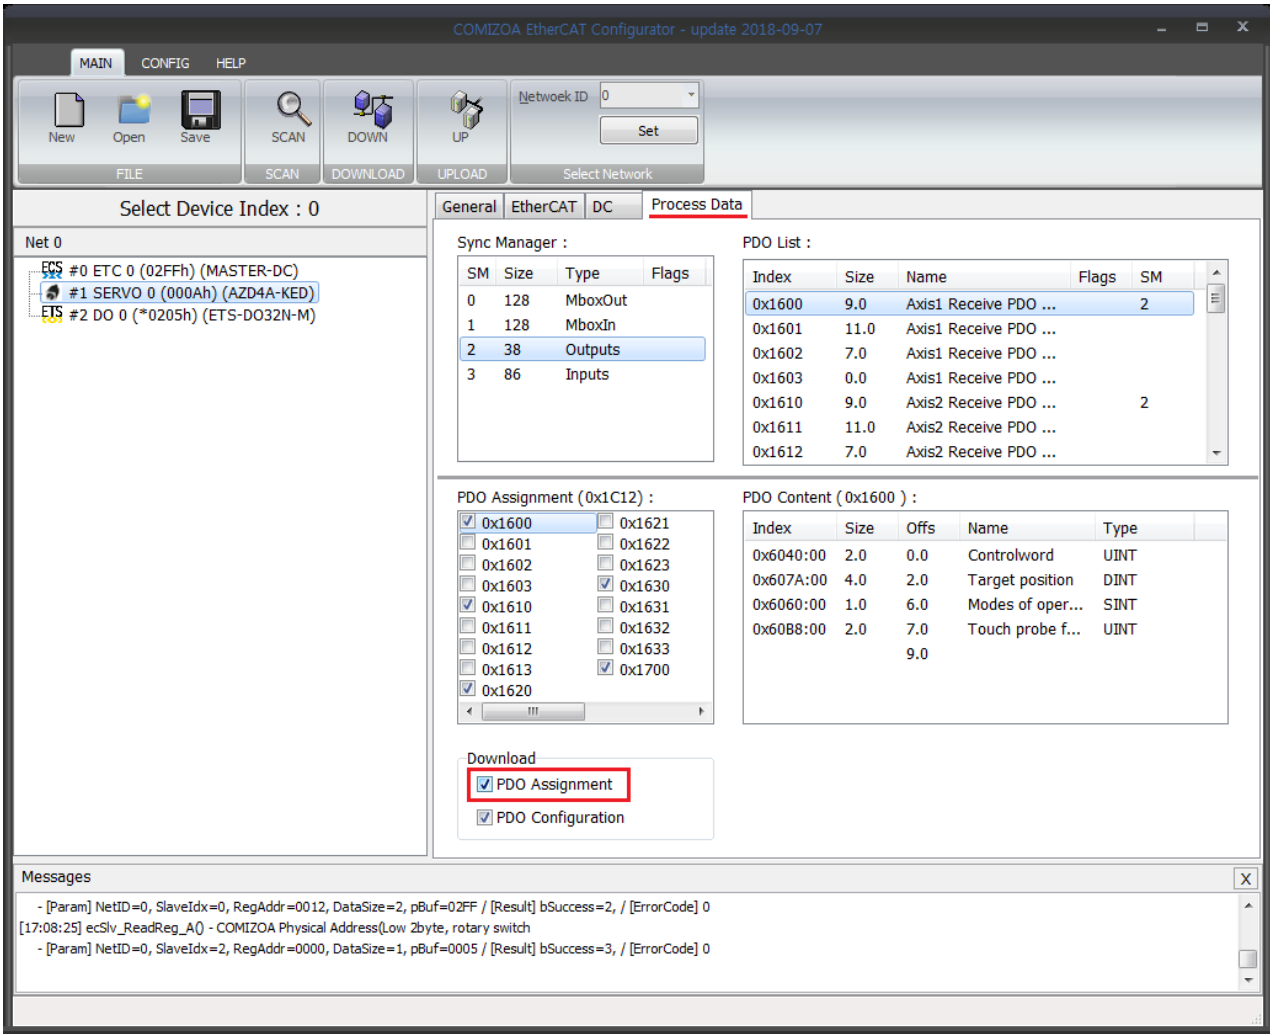 COMIZOA EtherCAT Configurator - update 2018-09-07
MAIN CONFIG HELP
New Open Save SCAN DOWN UP
Netwoek ID 0
Set
FILE SCAN DOWNLOAD UPLOAD Select Network
Select Device Index : 0
Net 0
ECS #0 ETC 0 (02FFh) (MASTER-DC)
#1 SERVO 0 (000Ah) (AZD4A-KED)
ETS #2 DO 0 (*0205h) (ETS-DO32N-M)
General EtherCAT DC Process Data
Sync Manager :
SM Size Type Flags
0 128 MboxOut
1 128 MboxIn
2 38 Outputs
3 86 Inputs
PDO List :
Index Size Name Flags SM
0x1600 9.0 Axis1 Receive PDO ... 2
0x1601 11.0 Axis1 Receive PDO ...
0x1602 7.0 Axis1 Receive PDO ...
0x1603 0.0 Axis1 Receive PDO ...
0x1610 9.0 Axis2 Receive PDO ... 2
0x1611 11.0 Axis2 Receive PDO ...
0x1612 7.0 Axis2 Receive PDO ...
PDO Assignment (0x1C12) :
0x1600 0x1621
0x1601 0x1622
0x1602 0x1623
0x1603 0x1630
0x1610 0x1631
0x1611 0x1632
0x1612 0x1633
0x1613 0x1700
0x1620
PDO Content ( 0x1600 ) :
Index Size Offs Name Type
0x6040:00 2.0 0.0 Controlword UINT
0x607A:00 4.0 2.0 Target position DINT
0x6060:00 1.0 6.0 Modes of oper... SINT
0x60B8:00 2.0 7.0 Touch probe f... UINT
9.0
Download
PDO Assignment
PDO Configuration
Messages X
- [Param] NetID=0, SlaveIdx=0, RegAddr=0012, DataSize=2, pBuf=02FF / [Result] bSuccess=2, / [ErrorCode] 0
[17:08:25] ecSlv_ReadReg_A() - COMIZOA Physical Address(Low 2byte, rotary switch
- [Param] NetID=0, SlaveIdx=2, RegAddr=0000, DataSize=1, pBuf=0005 / [Result] bSuccess=3, / [ErrorCode] 0